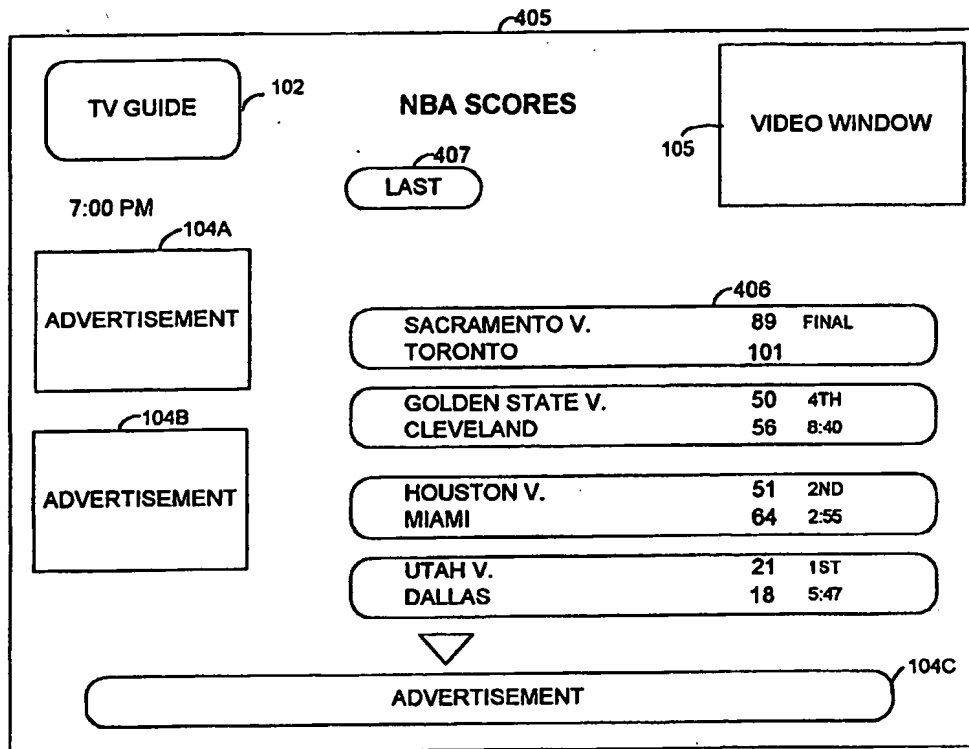 405
TV GUIDE
102
NBA SCORES
VIDEO WINDOW
105
407
LAST
7:00 PM
104A
ADVERTISEMENT
406
SACRAMENTO V. 89 FINAL
TORONTO 101
104B
GOLDEN STATE V. 50 4TH
CLEVELAND 56 8:40
ADVERTISEMENT
HOUSTON V. 51 2ND
MIAMI 64 2:55
UTAH V. 21 1ST
DALLAS 18 5:47
104C
ADVERTISEMENT